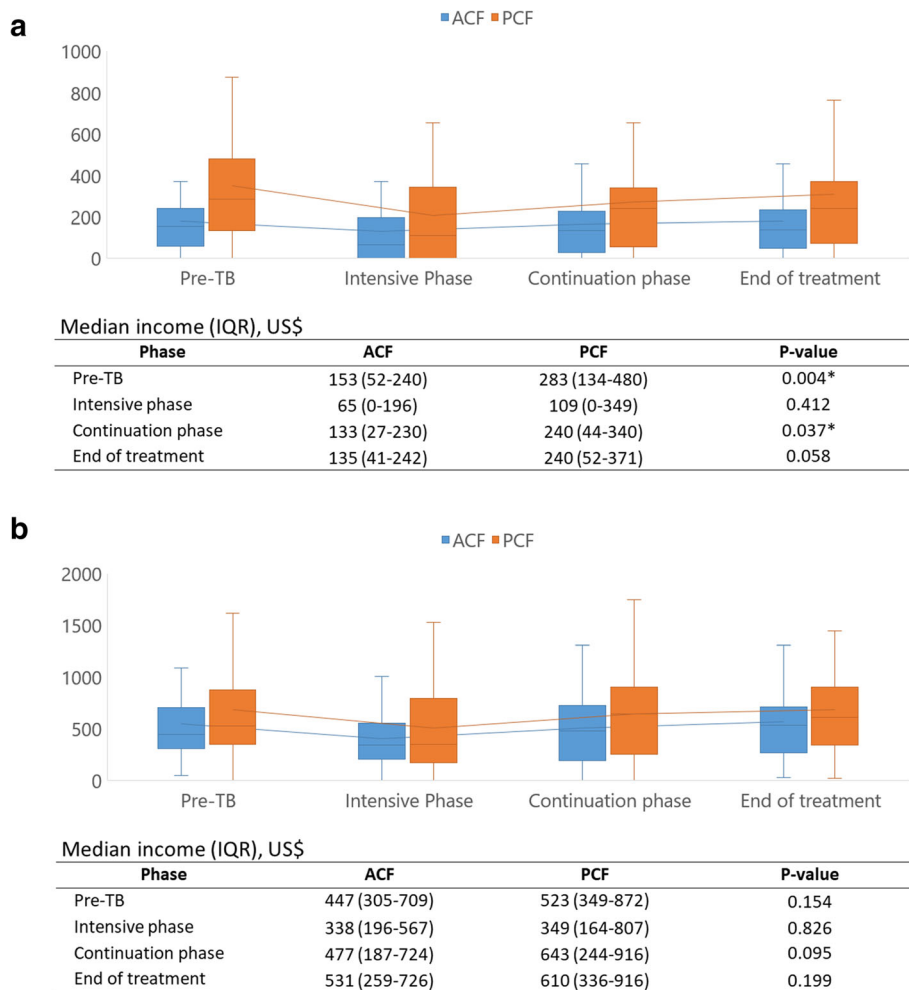 a
ACF PCF
1000
800
600
400
200
0
Pre-TB Intensive Phase Continuation phase End of treatment
Median income (IQR), US$
Phase ACF PCF P-value
Pre-TB 153 (52-240) 283 (134-480) 0.004*
Intensive phase 65 (0-196) 109 (0-349) 0.412
Continuation phase 133 (27-230) 240 (44-340) 0.037*
End of treatment 135 (41-242) 240 (52-371) 0.058
b
ACF PCF
2000
1500
1000
500
0
Pre-TB Intensive Phase Continuation phase End of treatment
Median income (IQR), US$
Phase ACF PCF P-value
Pre-TB 447 (305-709) 523 (349-872) 0.154
Intensive phase 338 (196-567) 349 (164-807) 0.826
Continuation phase 477 (187-724) 643 (244-916) 0.095
End of treatment 531 (259-726) 610 (336-916) 0.199